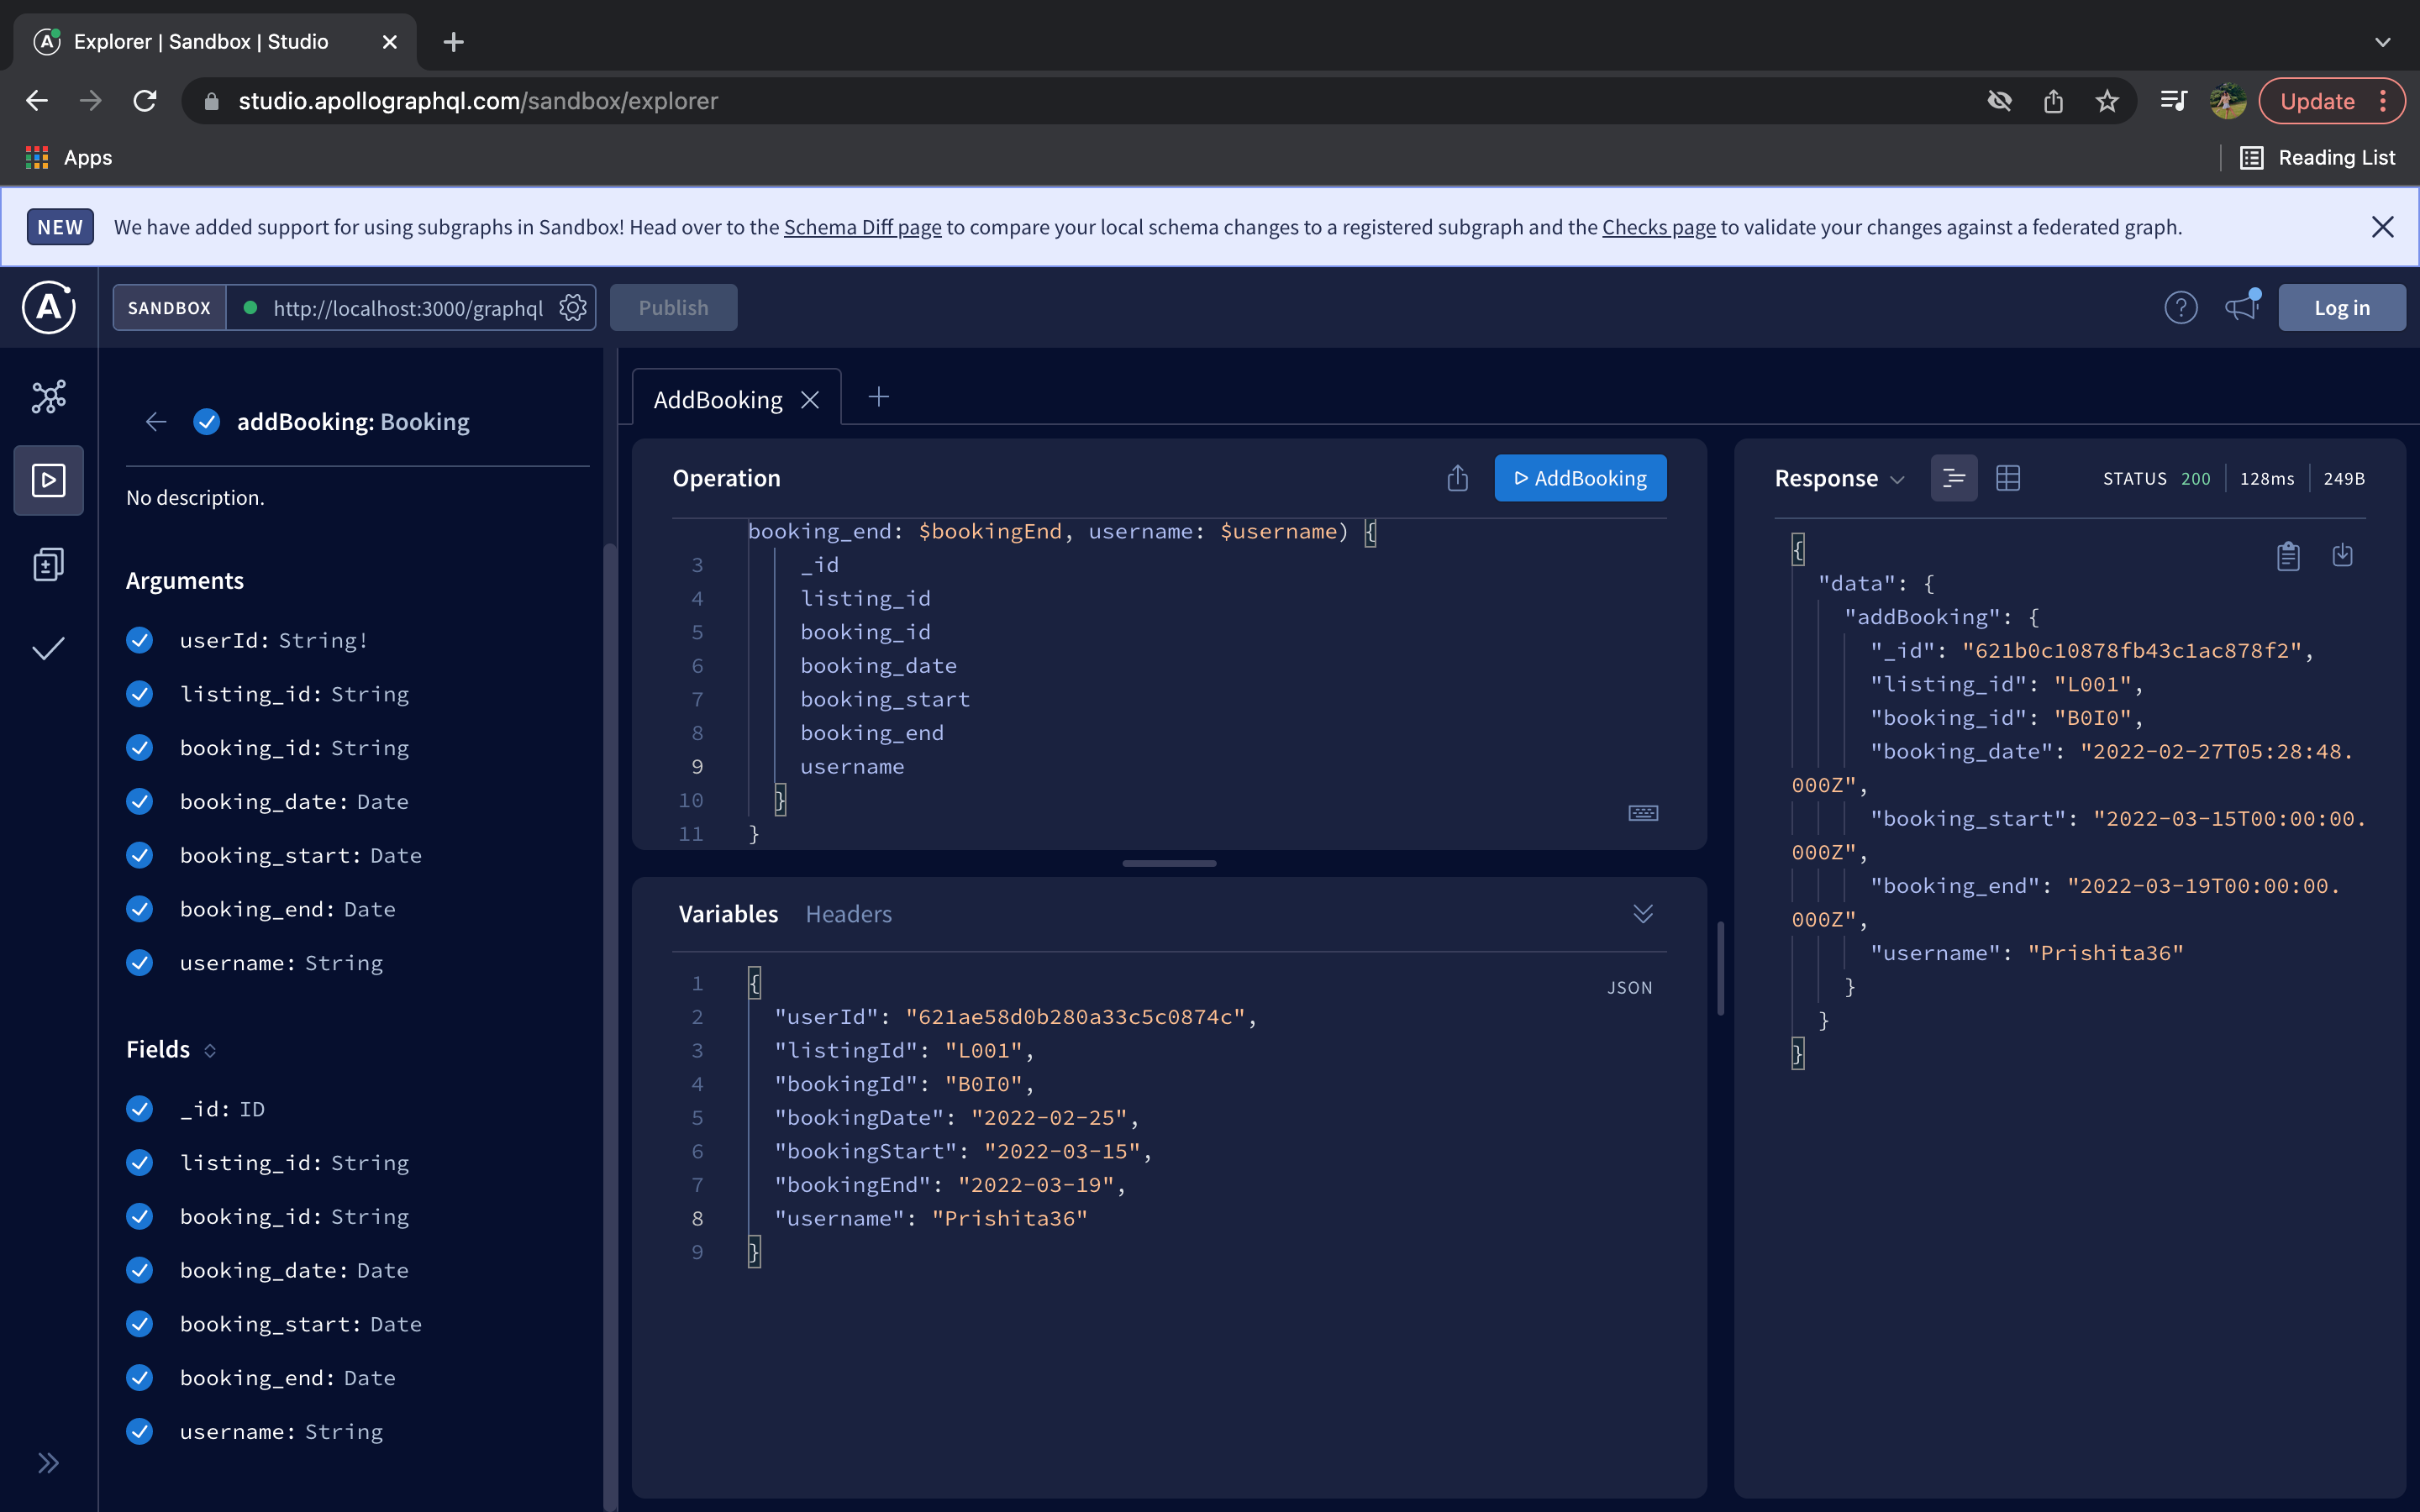 Explorer | Sandbox | Studio
studio.apollographql.com/sandbox/explorer
Update
Apps
Reading List
NEW We have added support for using subgraphs in Sandbox! Head over to the Schema Diff page to compare your local schema changes to a registered subgraph and the Checks page to validate your changes against a federated graph.
SANDBOX http://localhost:3000/graphql Publish
Log in
addBooking: Booking
No description.
Arguments
userId: String!
listing_id: String
booking_id: String
booking_date: Date
booking_start: Date
booking_end: Date
username: String
Fields
_id: ID
listing_id: String
booking_id: String
booking_date: Date
booking_start: Date
booking_end: Date
username: String
AddBooking
Operation
AddBooking
booking_end: $bookingEnd, username: $username) {
3 _id
4 listing_id
5 booking_id
6 booking_date
7 booking_start
8 booking_end
9 username
10 }
11 }
Variables Headers
JSON
1 {
2 "userId": "621ae58d0b280a33c5c0874c",
3 "listingId": "L001",
4 "bookingId": "B0I0",
5 "bookingDate": "2022-02-25",
6 "bookingStart": "2022-03-15",
7 "bookingEnd": "2022-03-19",
8 "username": "Prishita36"
9 }
Response
STATUS 200 128ms 249B
{
"data": {
"addBooking": {
"_id": "621b0c10878fb43c1ac878f2",
"listing_id": "L001",
"booking_id": "B0I0",
"booking_date": "2022-02-27T05:28:48.
000Z",
"booking_start": "2022-03-15T00:00:00.
000Z",
"booking_end": "2022-03-19T00:00:00.
000Z",
"username": "Prishita36"
}
}
}